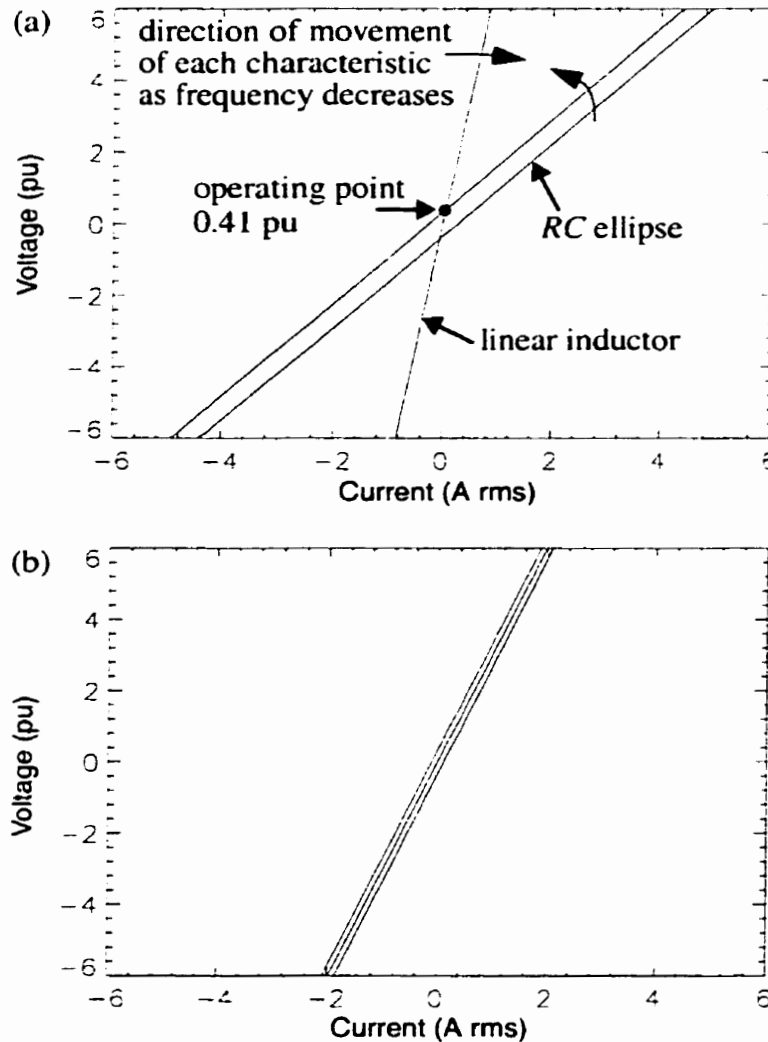 (a)
6
4
2
0
−2
−4
−6
Voltage (pu)
direction of movement
of each characteristic
as frequency decreases
operating point
0.41 pu
RC ellipse
linear inductor
−6 −4 −2 0 2 4 6
Current (A rms)
(b)
6
4
2
0
−2
−4
−6
Voltage (pu)
−6 −4 −2 0 2 4 6
Current (A rms)